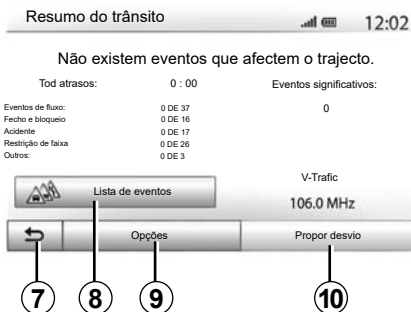 Resumo do trânsito 12:02
Não existem eventos que afectem o trajecto.
Tod atrasos: 0 : 00 Eventos significativos:
0
Eventos de fluxo: 0 DE 37
Fecho e bloqueio 0 DE 16
Acidente 0 DE 17
Restrição de faixa 0 DE 26
Outros: 0 DE 3
V-Trafic
Lista de eventos
106.0 MHz
Opções Propor desvio
7 8 9 10